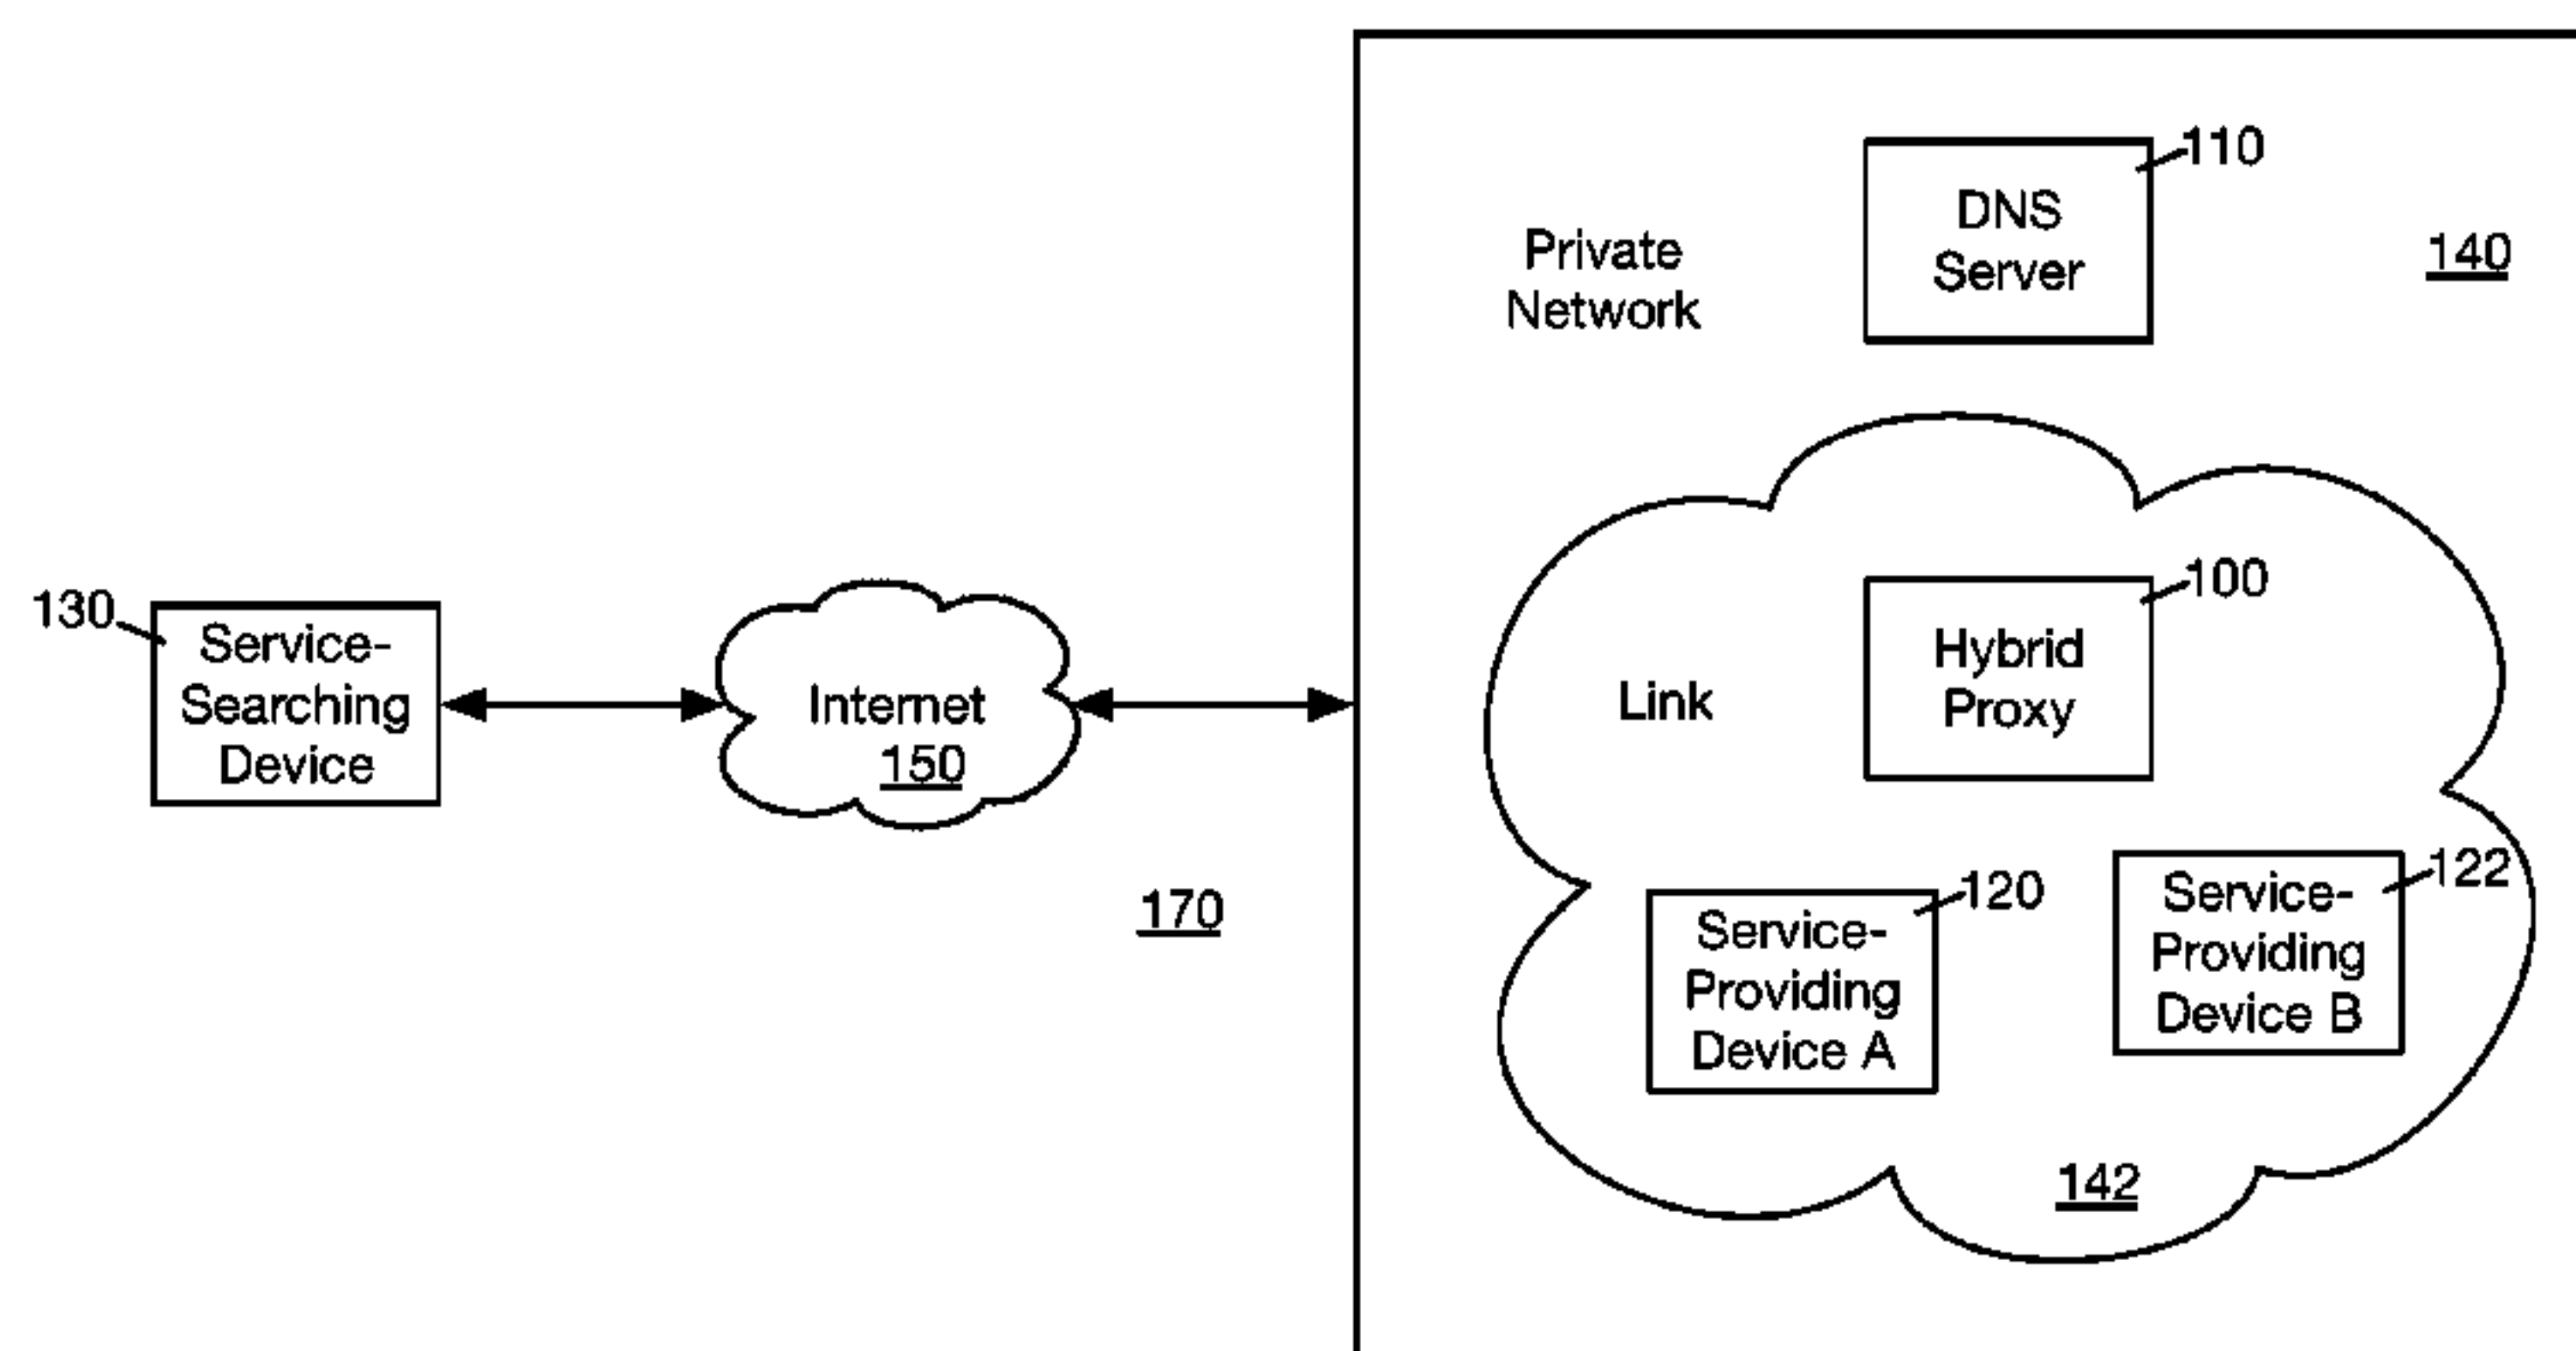 110
DNS
Server
Private
Network
140
100
Hybrid
Proxy
Link
130
Service-
Searching
Device
Internet
150
170
120
Service-
Providing
Device A
122
Service-
Providing
Device B
142